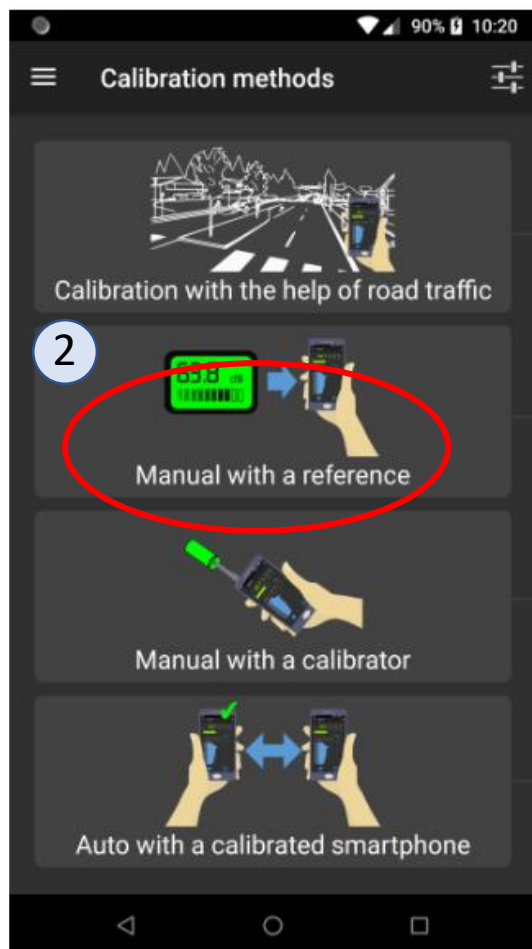 90% 10:20
Calibration methods
Calibration with the help of road traffic
2
69.8 dB
Manual with a reference
Manual with a calibrator
Auto with a calibrated smartphone